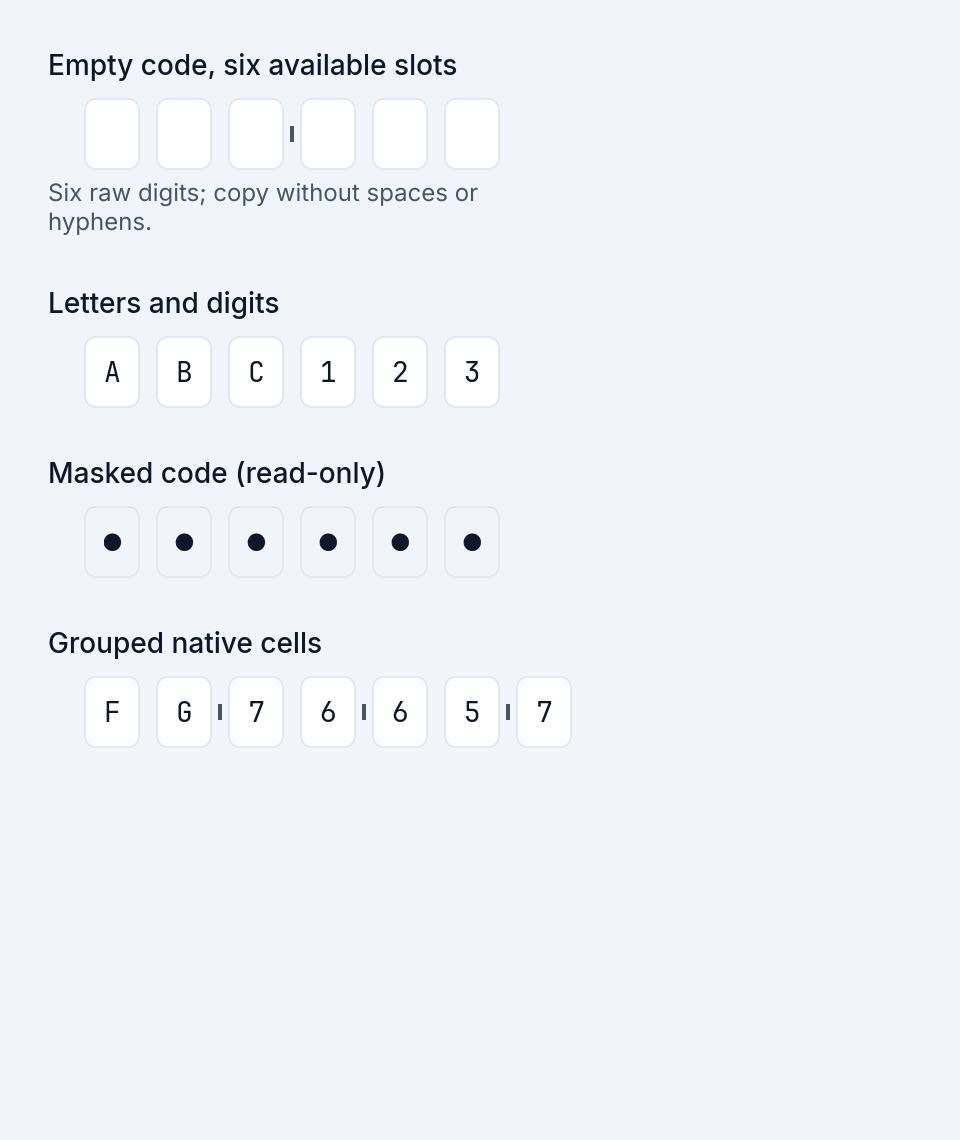 Empty code, six available slots
Six raw digits; copy without spaces or
hyphens.
Letters and digits
A B C 1 2 3
Masked code (read-only)
● ● ● ● ● ●
Grouped native cells
F G 7 6 6 5 7